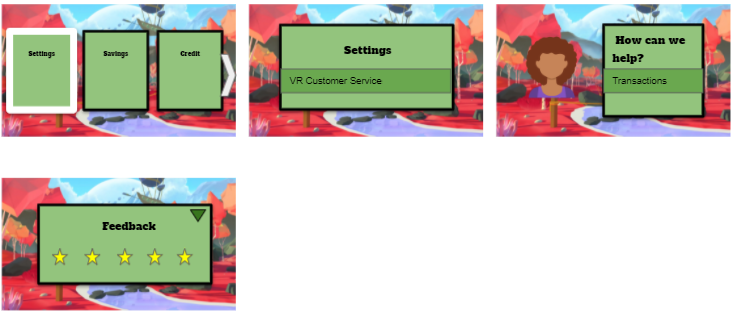 Settings
Savings
Credit
Settings
VR Customer Service
How can we
help?
Transactions
Feedback